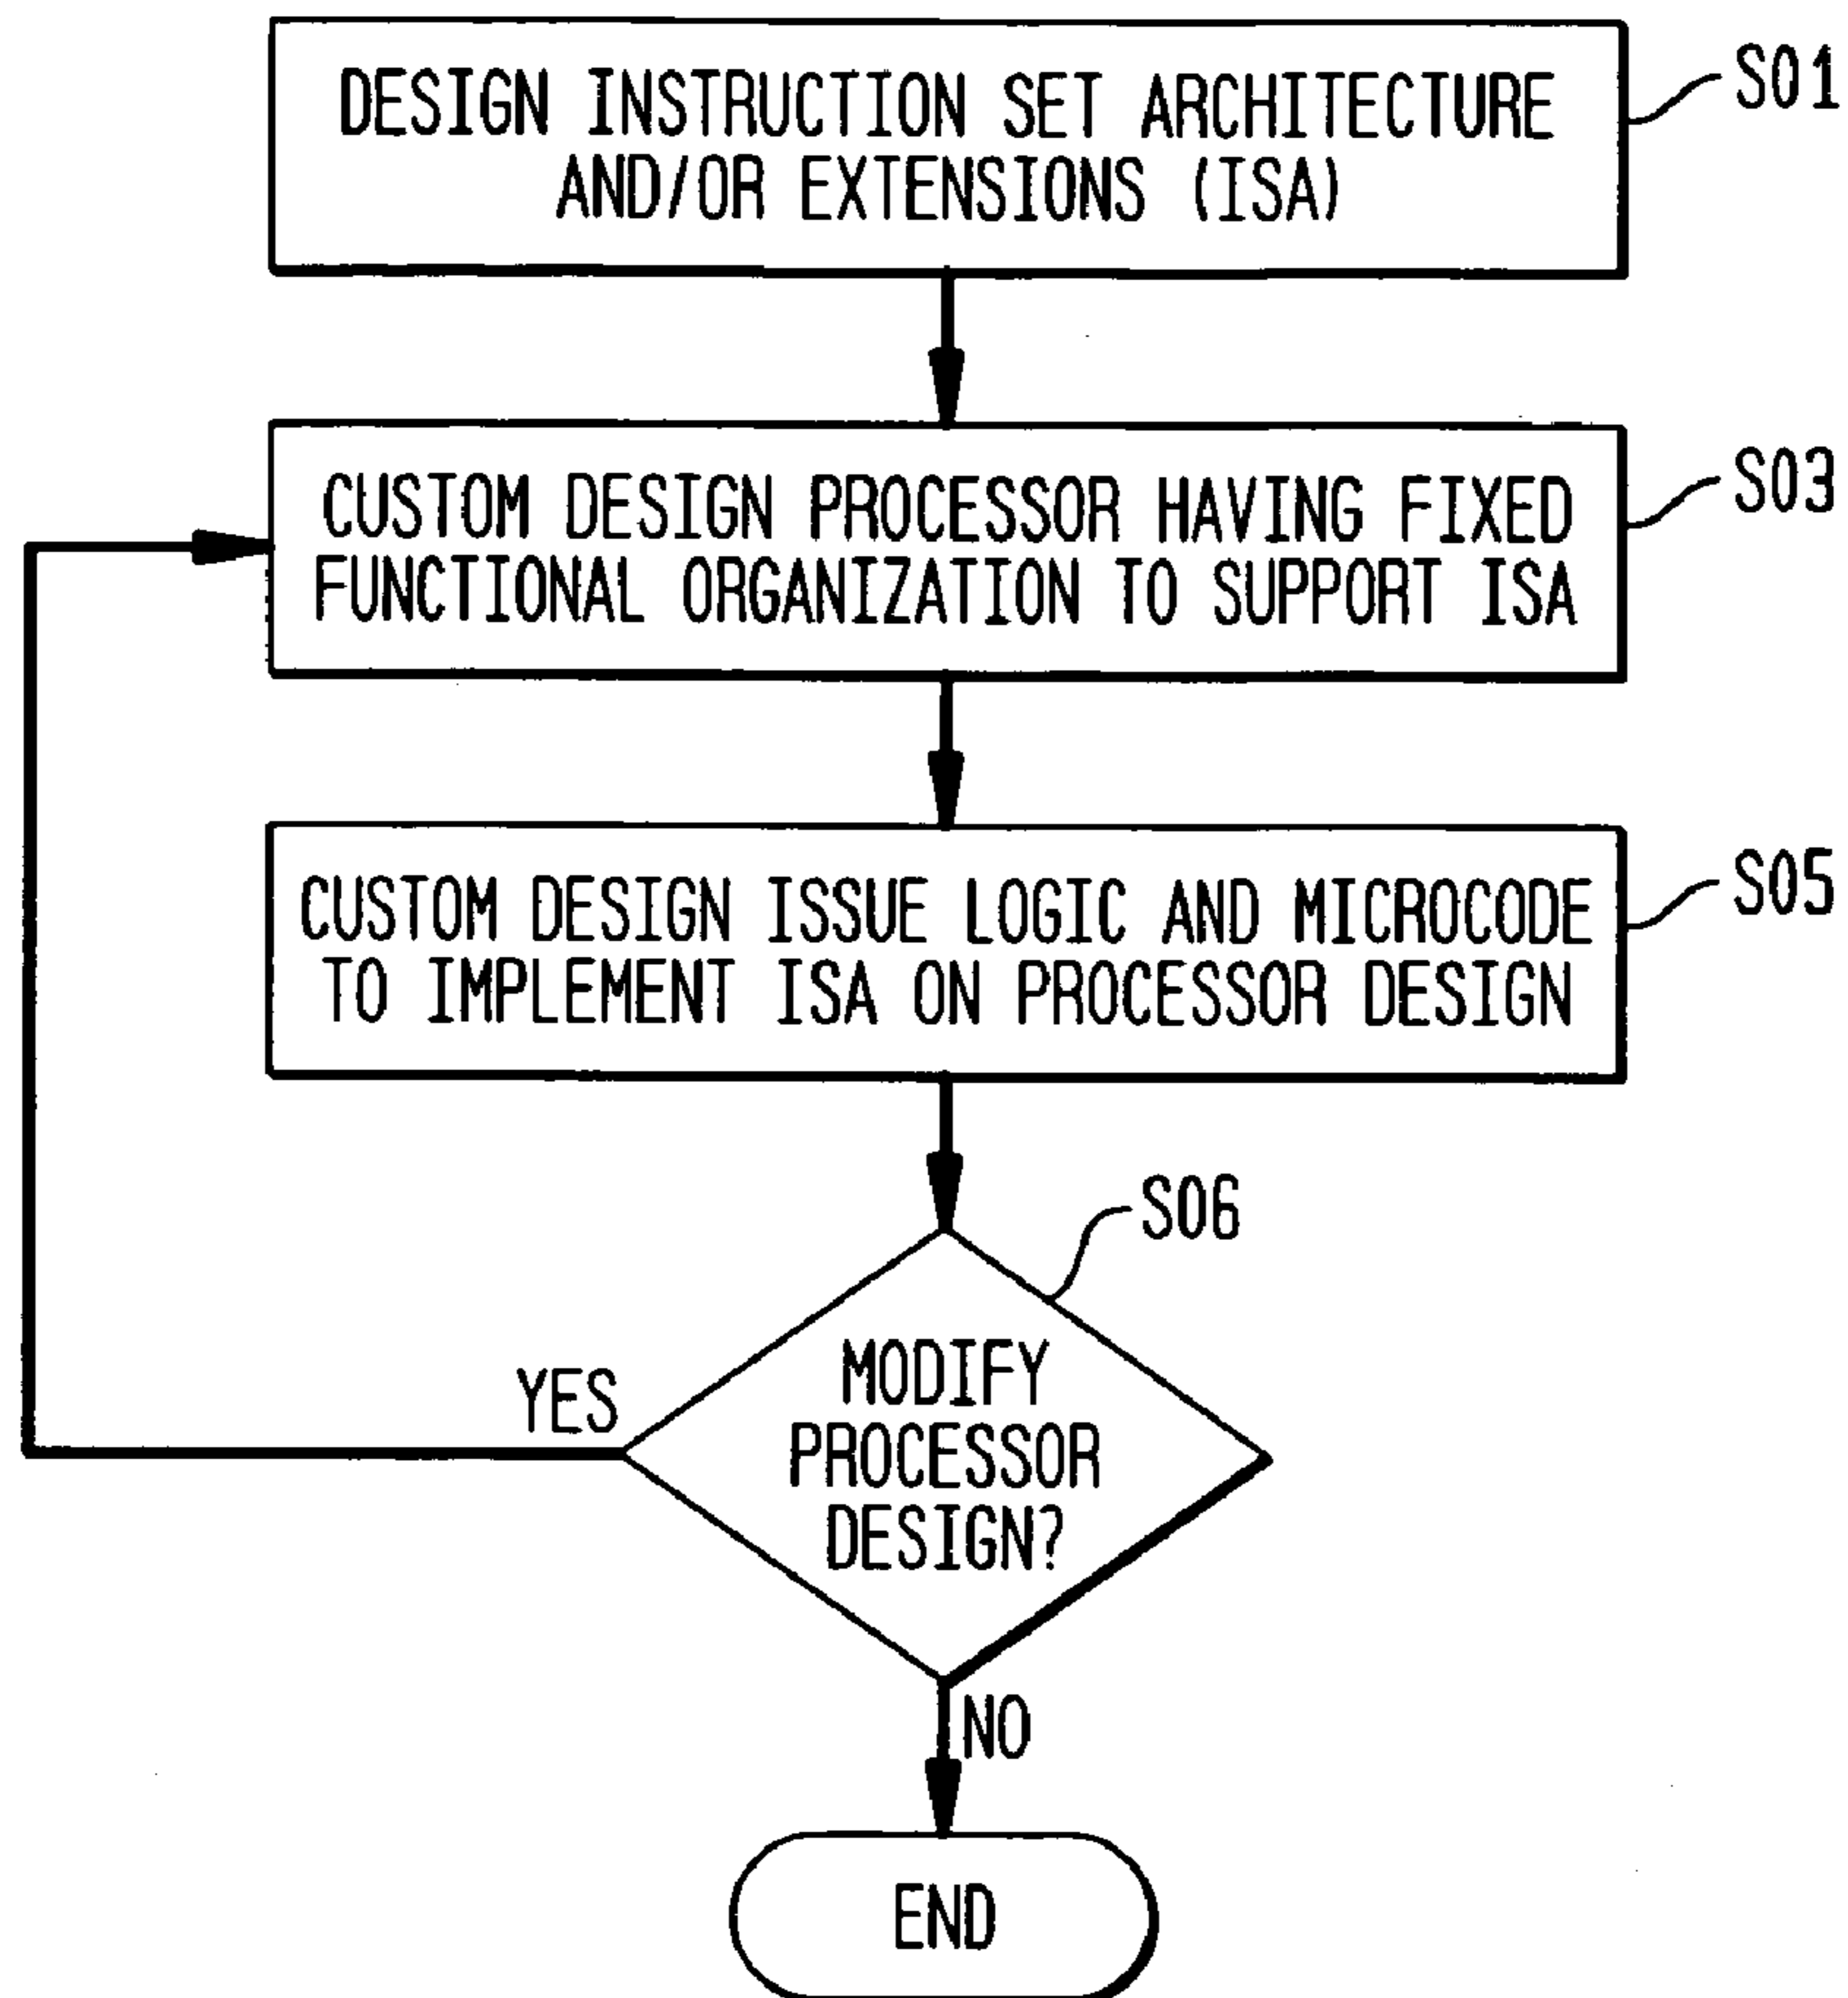 DESIGN INSTRUCTION SET ARCHITECTURE
AND/OR EXTENSIONS (ISA)
S01
CUSTOM DESIGN PROCESSOR HAVING FIXED
FUNCTIONAL ORGANIZATION TO SUPPORT ISA
S03
CUSTOM DESIGN ISSUE LOGIC AND MICROCODE
TO IMPLEMENT ISA ON PROCESSOR DESIGN
S05
S06
MODIFY
PROCESSOR
DESIGN?
YES
NO
END